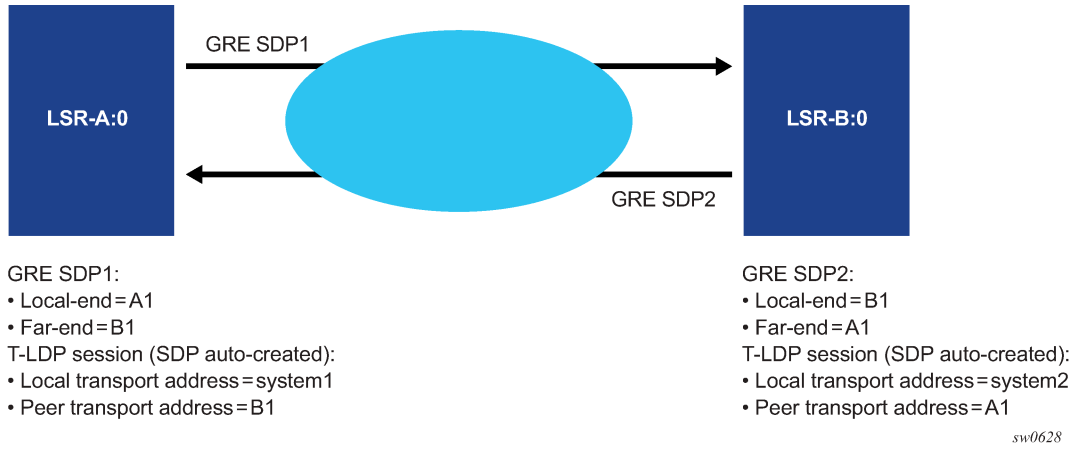 GRE SDP1
LSR-A:0
LSR-B:0
GRE SDP2
GRE SDP1:
• Local-end=A1
• Far-end=B1
T-LDP session (SDP auto-created):
• Local transport address=system1
• Peer transport address=B1
GRE SDP2:
• Local-end=B1
• Far-end=A1
T-LDP session (SDP auto-created):
• Local transport address=system2
• Peer transport address=A1
sw0628